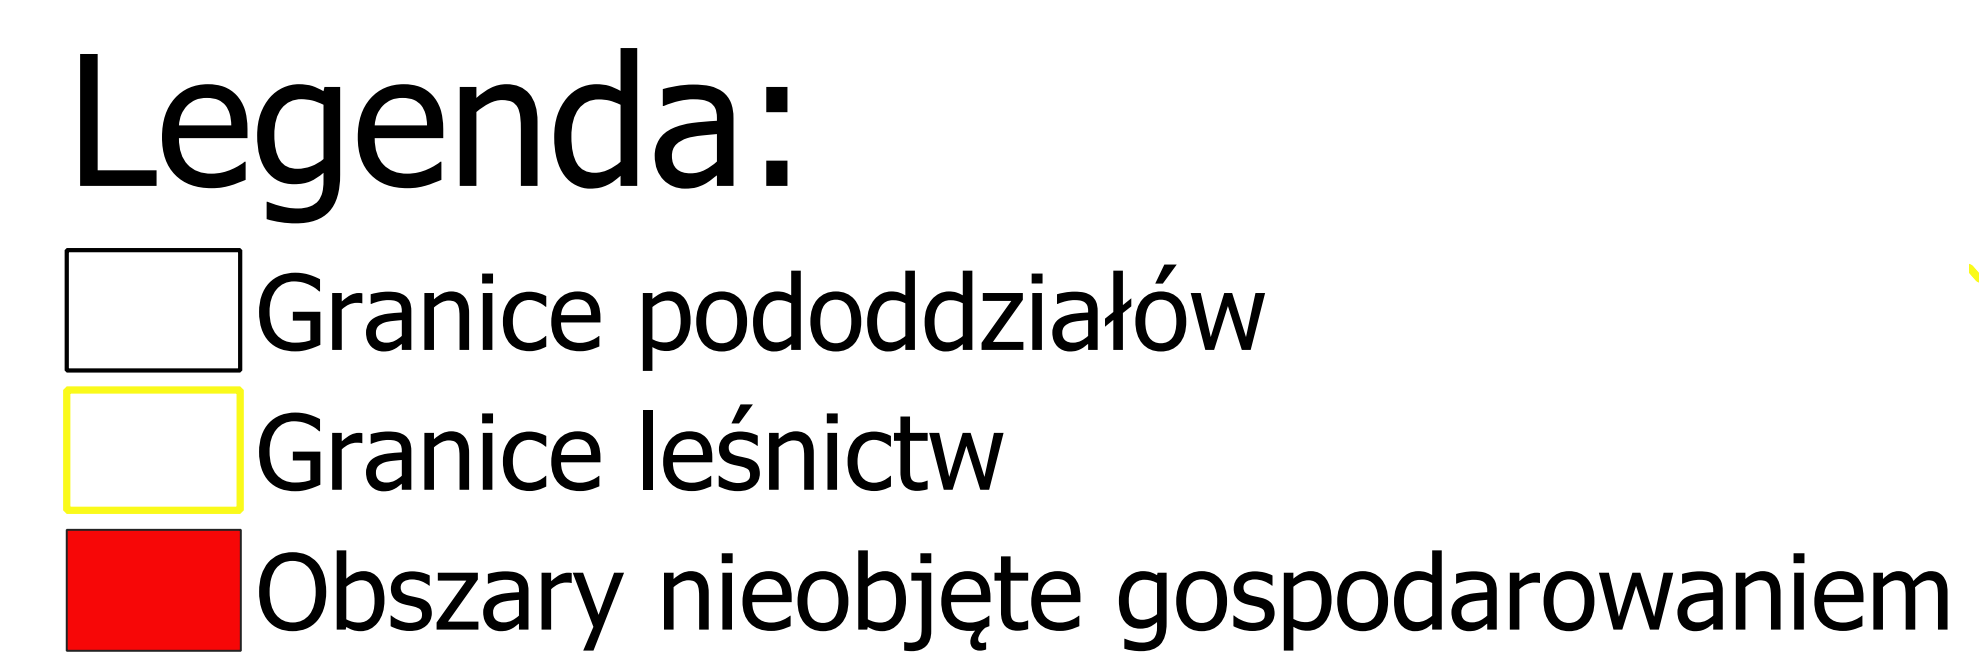 Legenda:
Granice pododdziałów
Granice leśnictw
Obszary nieobjęte gospodarowaniem